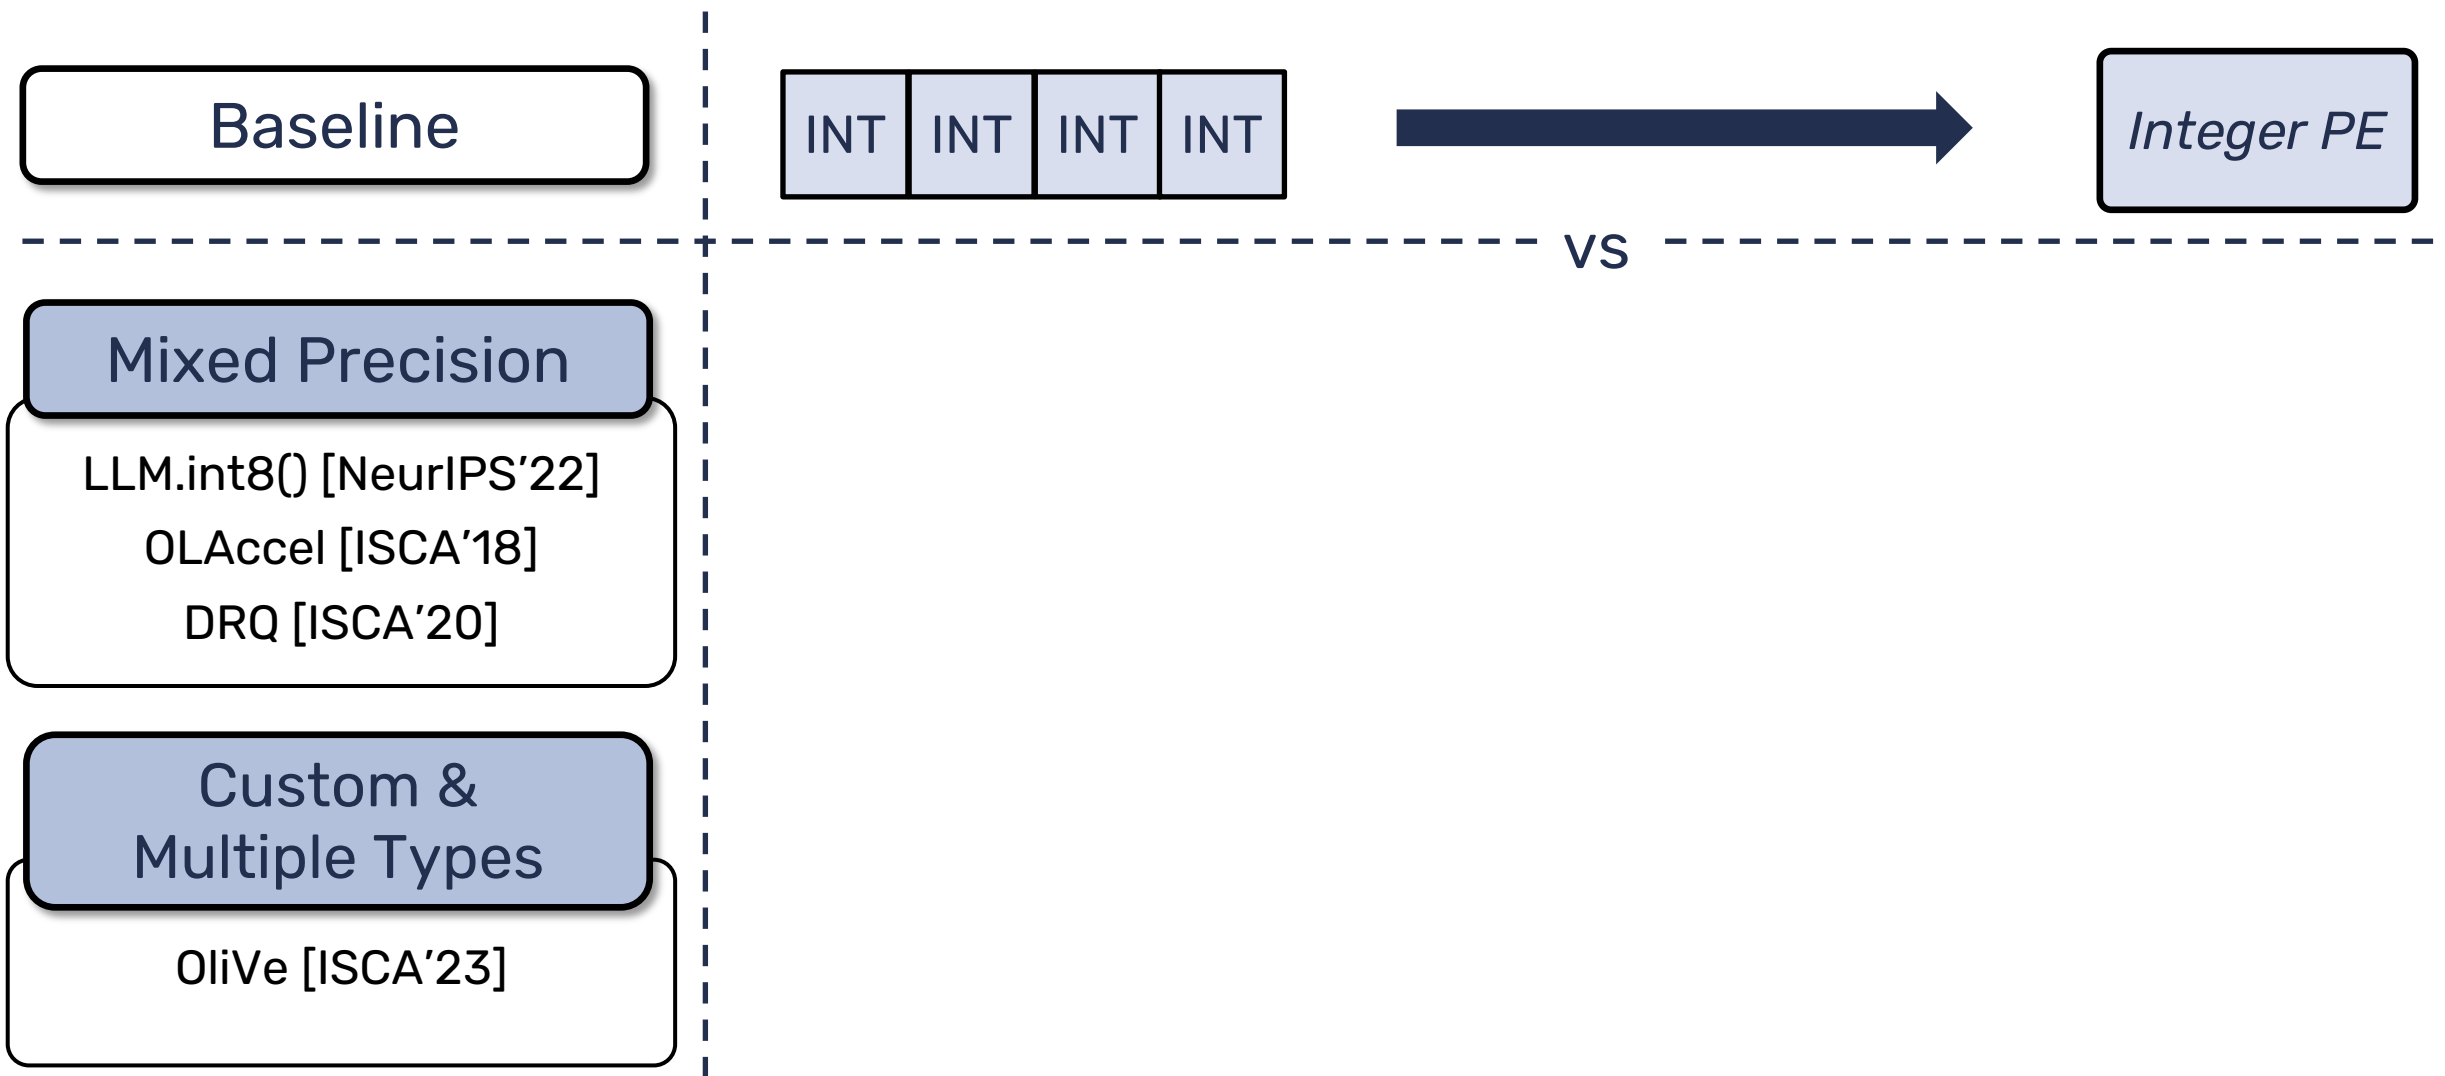 Baseline
INT INT INT INT
Integer PE
vs
Mixed Precision
LLM.int8() [NeurIPS’22]
OLAccel [ISCA’18]
DRQ [ISCA’20]
Custom &
Multiple Types
OliVe [ISCA’23]